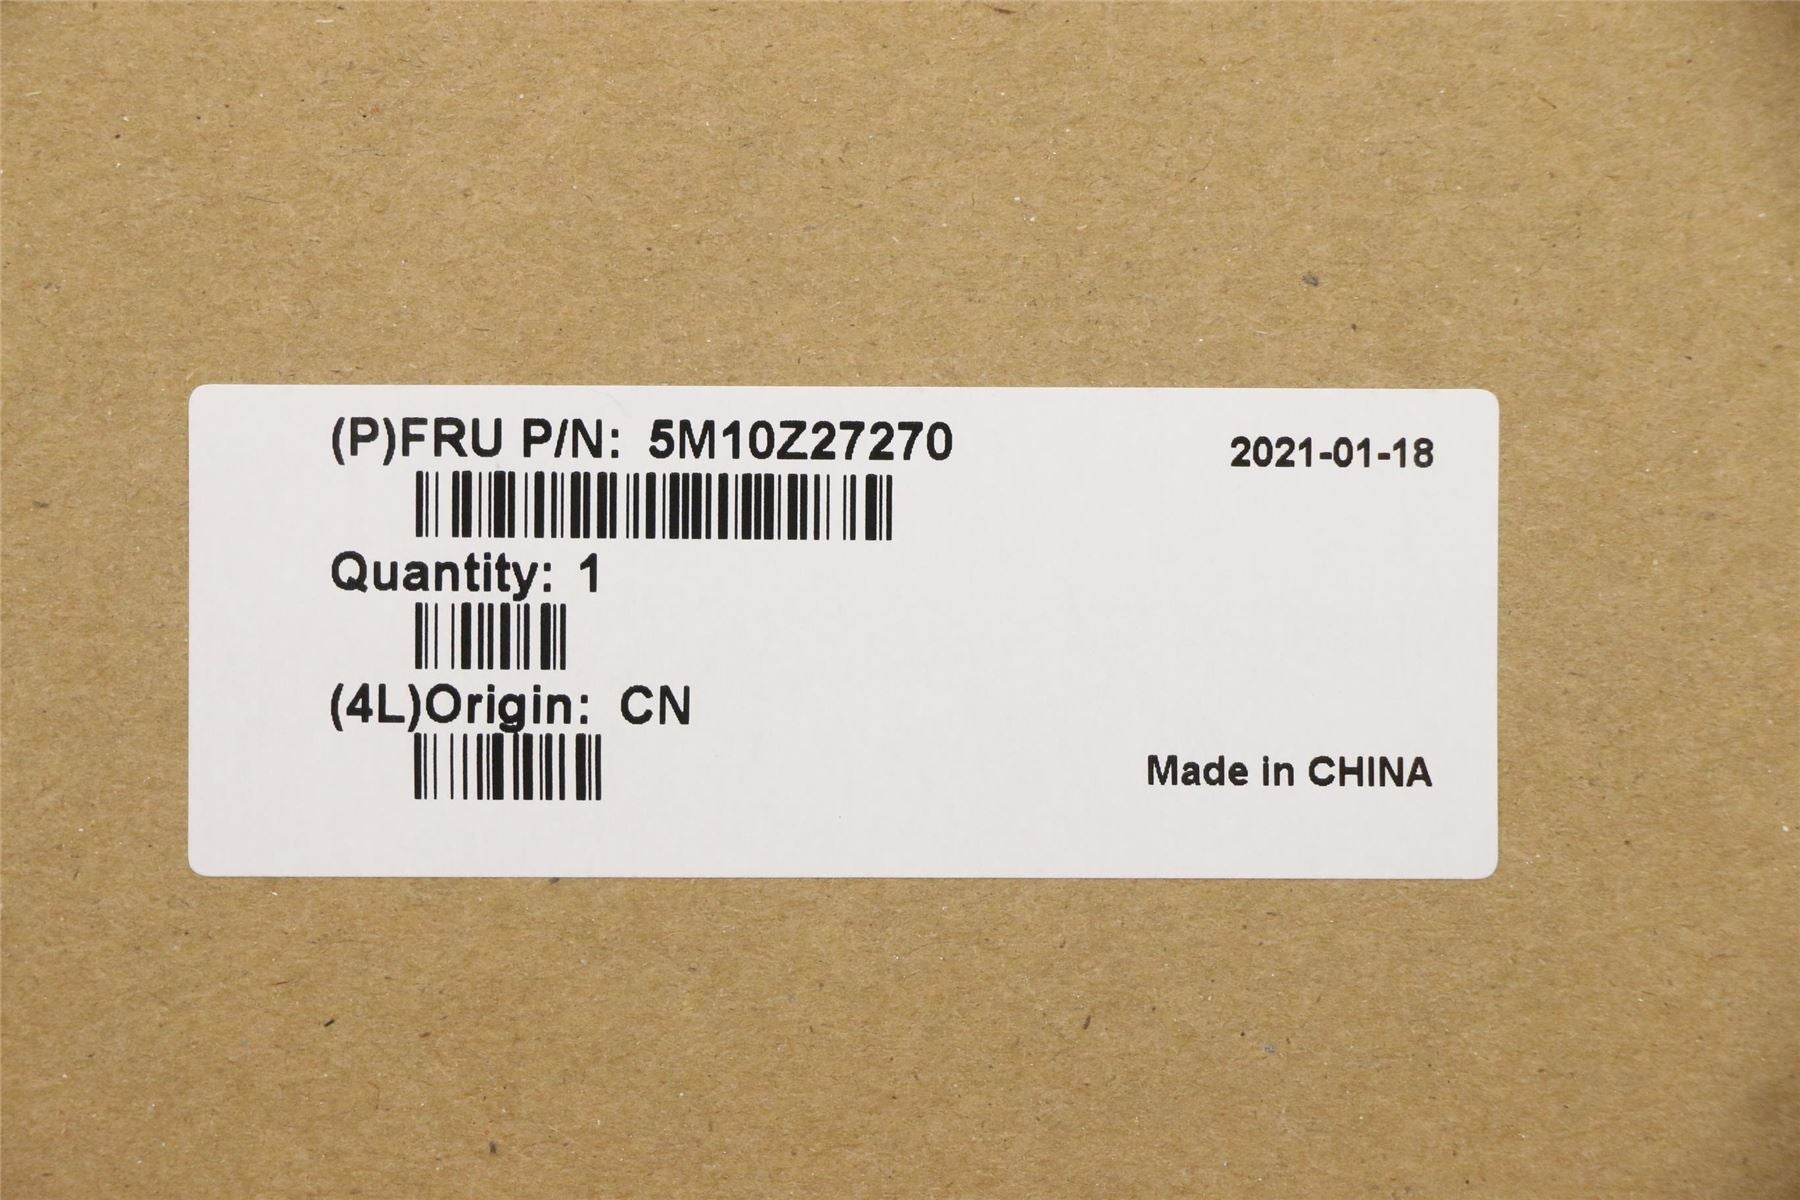 (P)FRU P/N: 5M10Z27270
2021-01-18
Quantity: 1
(4L)Origin: CN
Made in CHINA